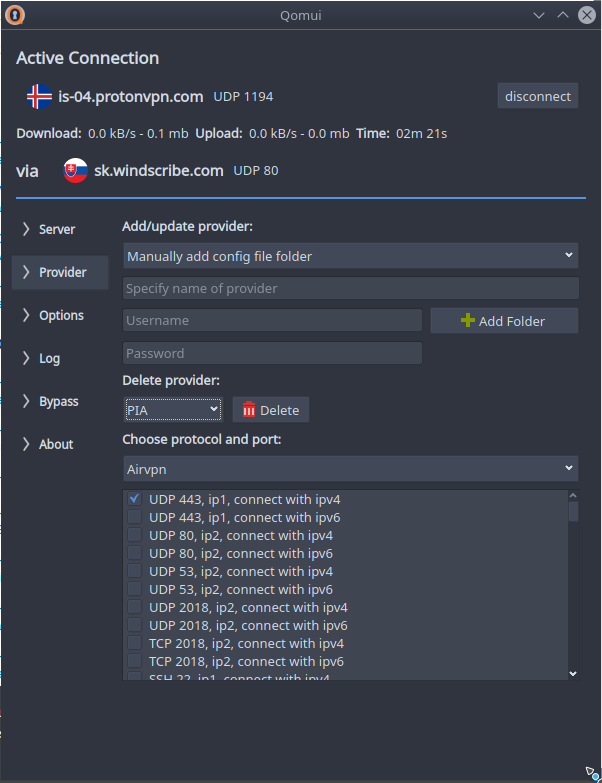 Qomui
Active Connection
is-04.protonvpn.com UDP 1194
disconnect
Download: 0.0 kB/s - 0.1 mb Upload: 0.0 kB/s - 0.0 mb Time: 02m 21s
via sk.windscribe.com UDP 80
Server
Provider
Options
Log
Bypass
About
Add/update provider:
Manually add config file folder
Specify name of provider
Username
Add Folder
Password
Delete provider:
PIA
Delete
Choose protocol and port:
Airvpn
UDP 443, ip1, connect with ipv4
UDP 443, ip1, connect with ipv6
UDP 80, ip2, connect with ipv4
UDP 80, ip2, connect with ipv6
UDP 53, ip2, connect with ipv4
UDP 53, ip2, connect with ipv6
UDP 2018, ip2, connect with ipv4
UDP 2018, ip2, connect with ipv6
TCP 2018, ip2, connect with ipv4
TCP 2018, ip2, connect with ipv6
SSH 22, ip1, connect with ipv4